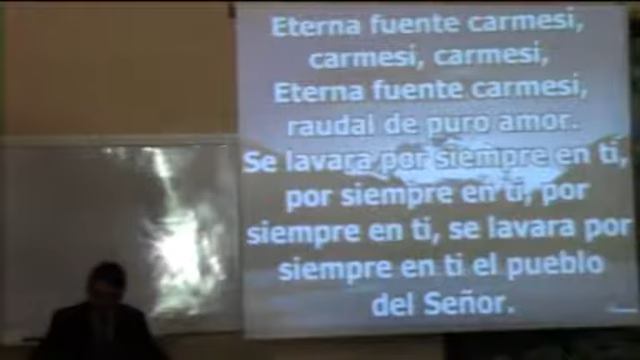 Eterna fuente carmesi,
carmesi, carmesi,
Eterna fuente carmesi,
raudal de puro amor.
Se lavara por siempre en ti,
por siempre en ti, por
siempre en ti, se lavara por
siempre en ti el pueblo
del Señor.